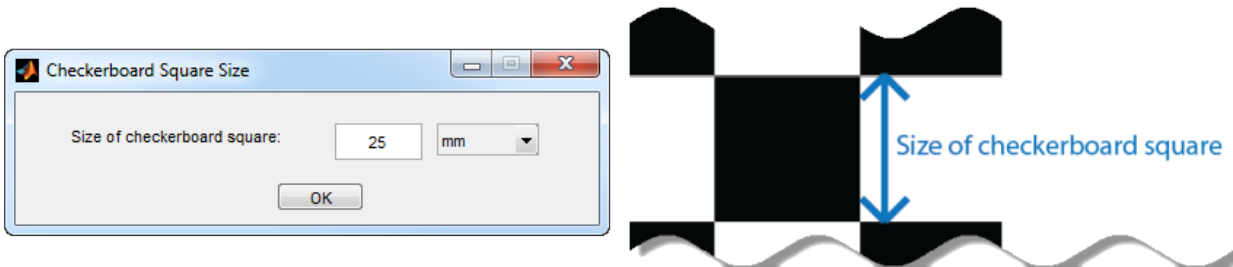 Checkerboard Square Size
Size of checkerboard square:
25
mm
OK
Size of checkerboard square